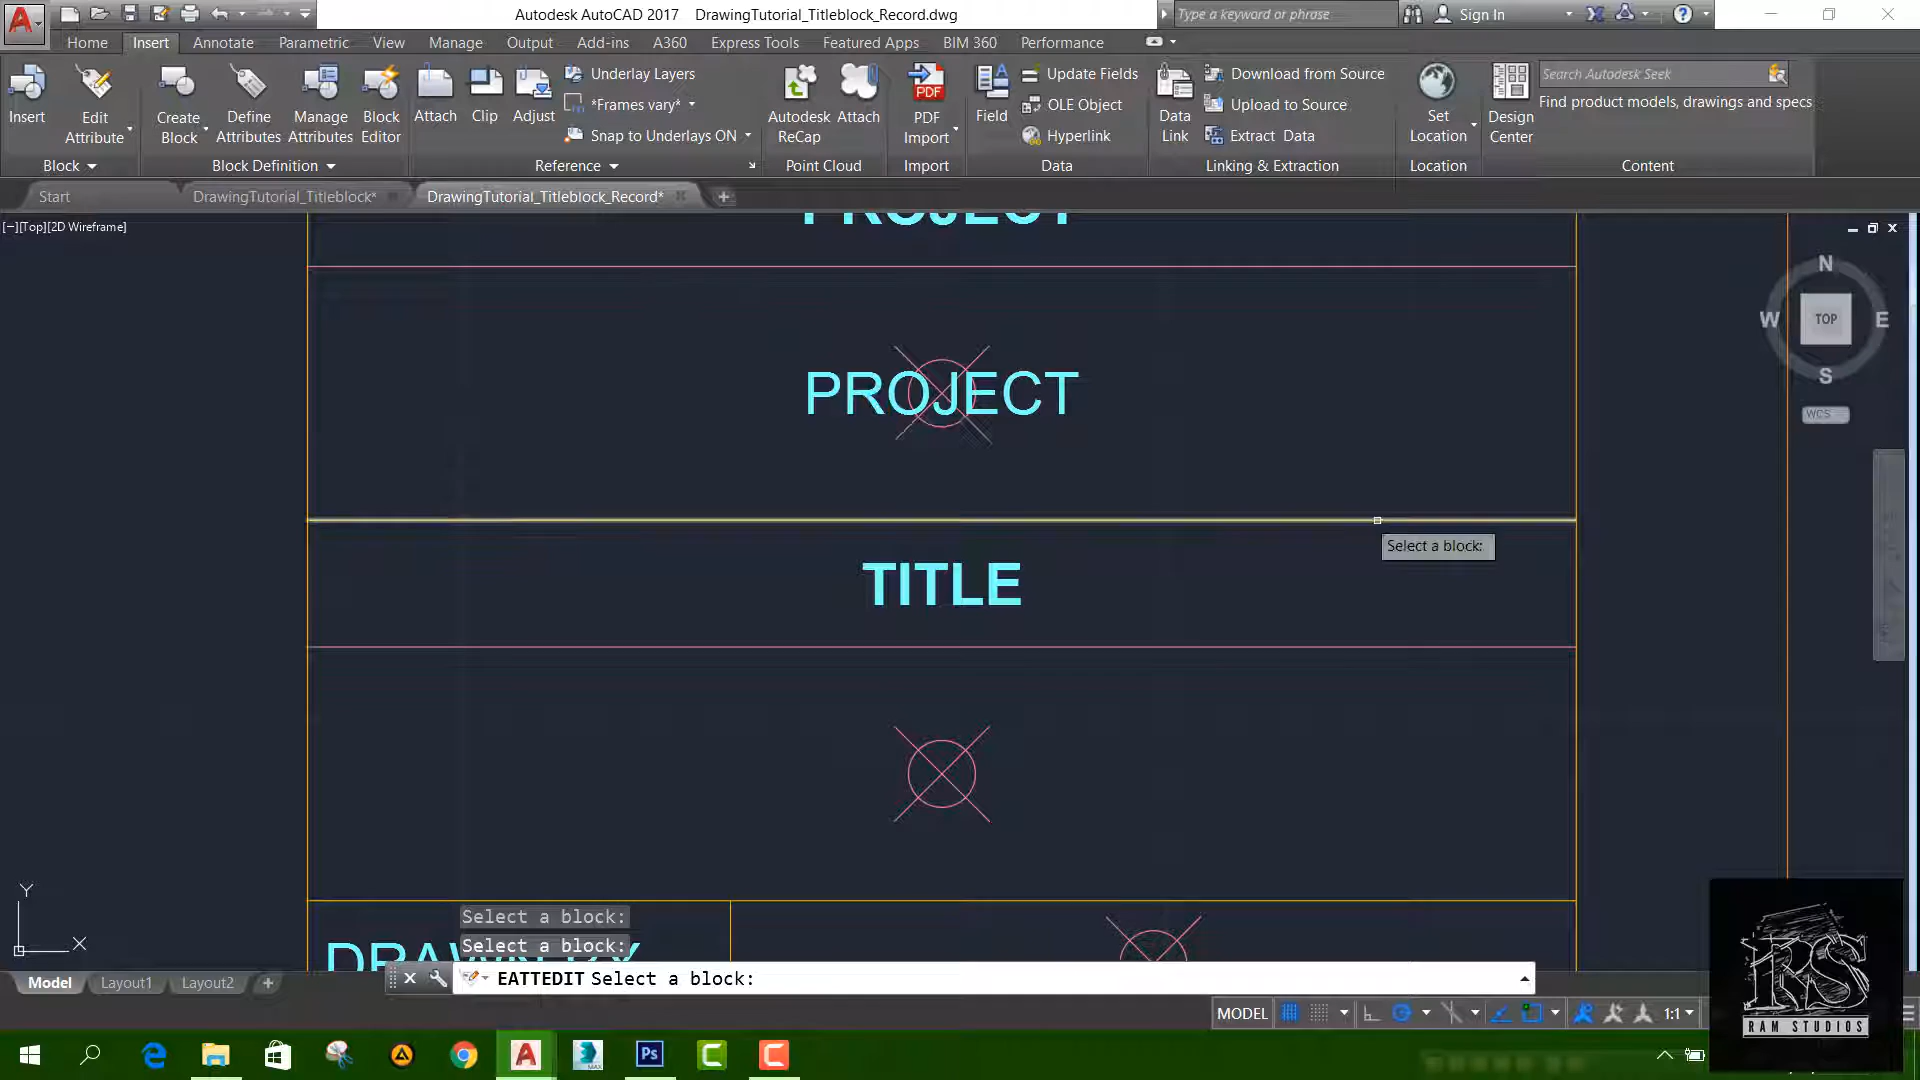 Autodesk AutoCAD 2017 DrawingTutorial_Titleblock_Record.dwg
Type a keyword or phrase
Sign In
Home Insert Annotate Parametric View Manage Output Add-ins A360 Express Tools Featured Apps BIM 360 Performance
Insert
Edit Attribute
Create Block
Define Attributes
Manage Attributes
Block Editor
Attach
Clip
Adjust
Underlay Layers
*Frames vary*
Snap to Underlays ON
Autodesk ReCap
Attach
PDF
PDF Import
Field
Update Fields
OLE Object
Hyperlink
Data Link
Download from Source
Upload to Source
Extract Data
Set Location
Design Center
Search Autodesk Seek
Find product models, drawings and specs
Block Block Definition Reference Point Cloud Import Data Linking & Extraction Location Content
Start DrawingTutorial_Titleblock* DrawingTutorial_Titleblock_Record*
[−][Top][2D Wireframe]
PROJECT
N
W TOP E
S
WCS
PROJECT
Select a block:
TITLE
Y
X
Select a block:
Select a block:
EATTEDIT Select a block:
Model Layout1 Layout2
MODEL 1:1
RS
RAM STUDIOS
Ps